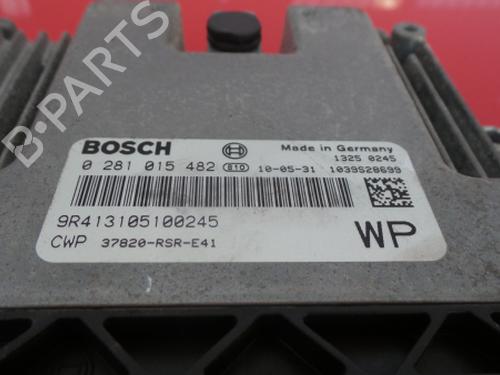 B-PARTS
BOSCH
Made in Germany
1325 0245
0 281 015 482 810 10-05-31 1039S28699
9R413105100245
CWP 37820-RSR-E41
WP